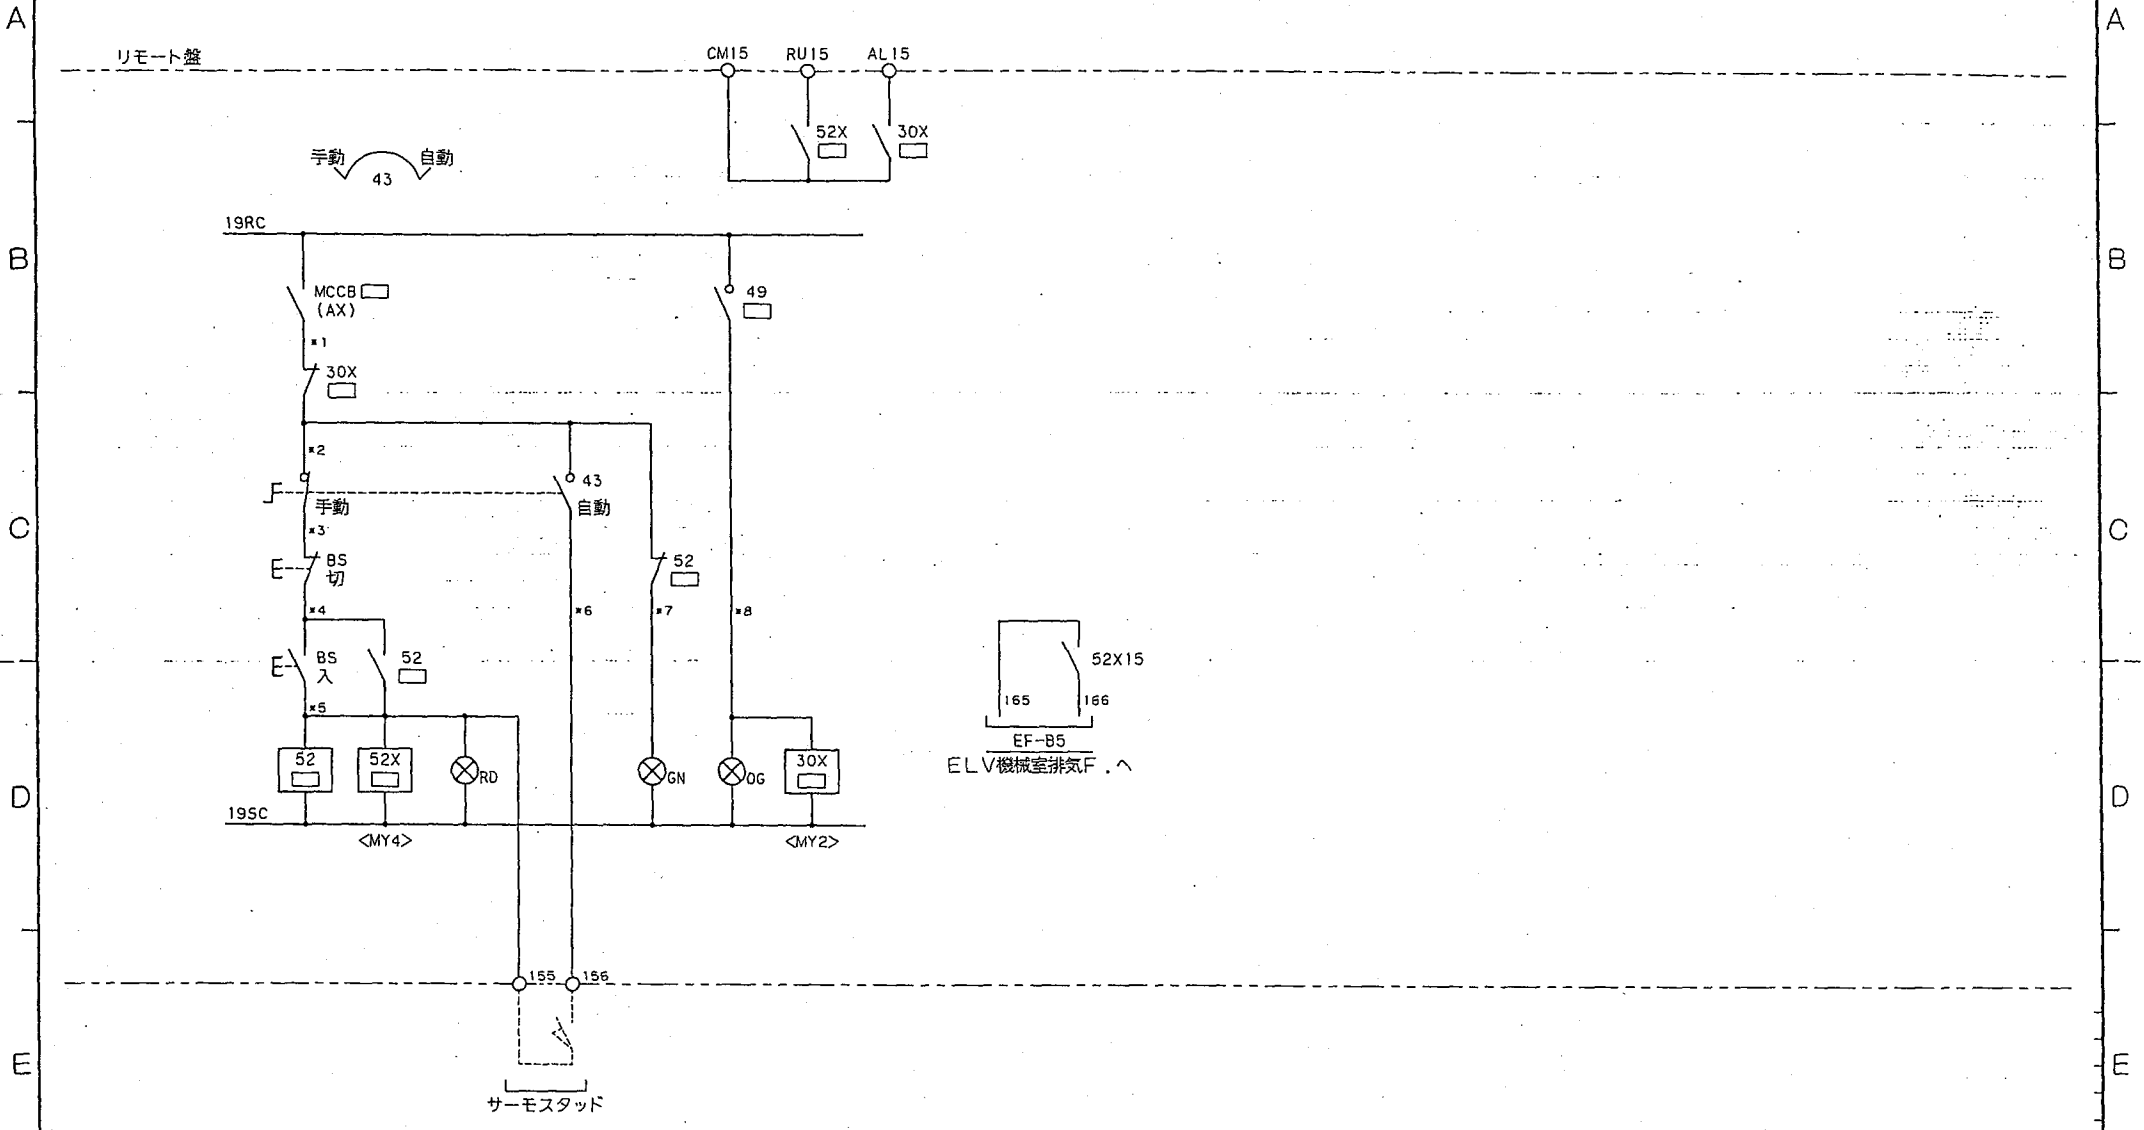 A A
リモート盤 CM15 RU15 AL15
52X 30X
手動 43 自動
19RC
B B
MCCB 49
(AX)
*1
30X
*2
43
手動 自動
*3
C C
BS 52
切
*4 *6 *7 *8
BS 52 52X15
入
*5 165 166
EF-B5
52 52X RD GN OG 30X ELV機械室排気F.へ
D D
19SC
<MY4> <MY2>
155 156
E E
サーモスタッド